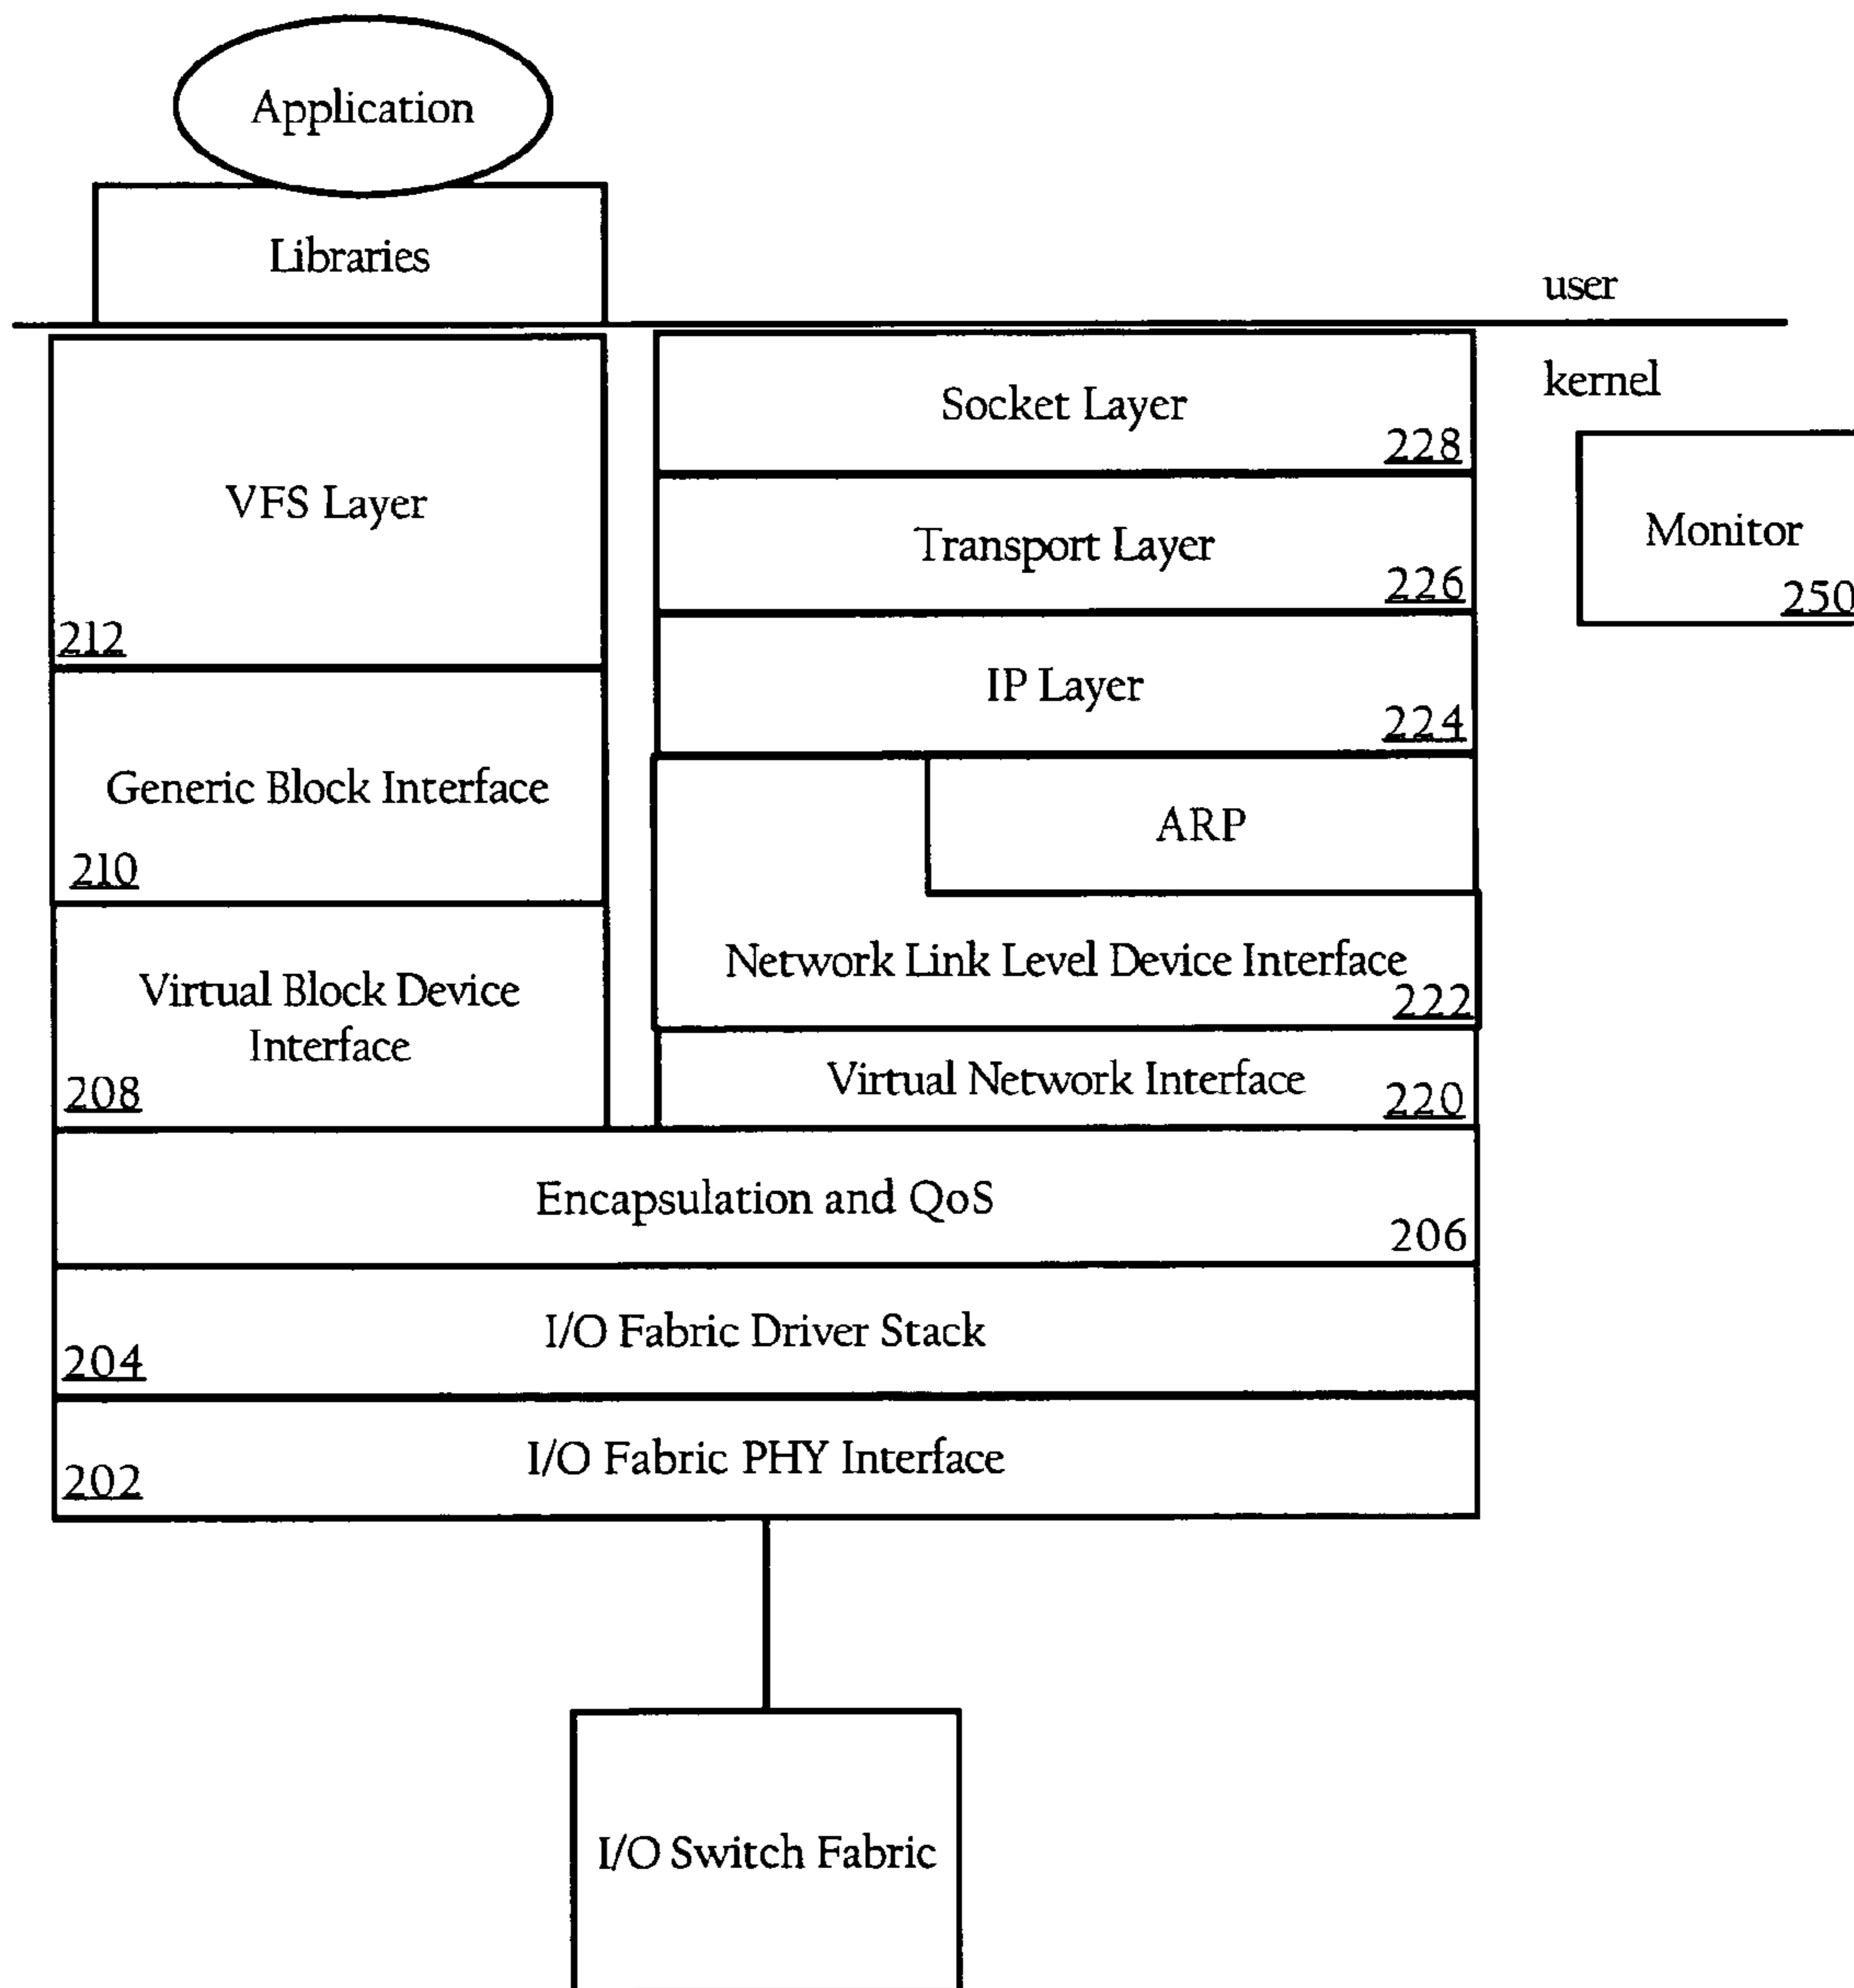 Application
Libraries
user
kernel
VFS Layer
212
Generic Block Interface
210
Virtual Block Device
Interface
208
Socket Layer
228
Transport Layer
226
IP Layer
224
ARP
Network Link Level Device Interface
222
Virtual Network Interface
220
Monitor
250
Encapsulation and QoS
206
I/O Fabric Driver Stack
204
I/O Fabric PHY Interface
202
I/O Switch Fabric